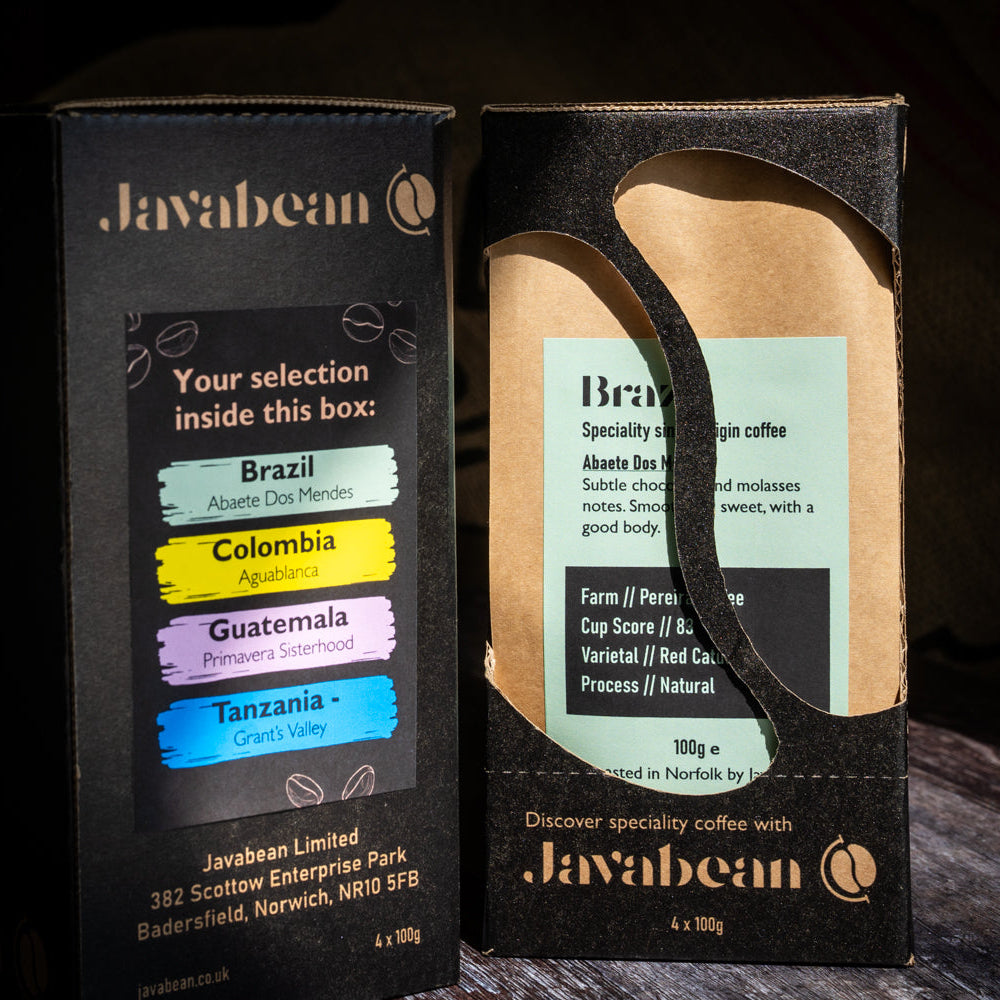 Javabean
Your selection
inside this box:
Brazil
Abaete Dos Mendes
Colombia
Aguablanca
Guatemala
Primavera Sisterhood
Tanzania -
Grant's Valley
Javabean Limited
382 Scottow Enterprise Park
Badersfield, Norwich, NR10 5FB
4 x 100g
javabean.co.uk
Braz
Speciality sin igin coffee
Abaete Dos M
Subtle choco nd molasses
notes. Smoo sweet, with a
good body.
Farm // Pereira ee
Cup Score // 83
Varietal // Red Catu
Process // Natural
100g e
asted in Norfolk by Ja
Discover speciality coffee with
Javabean
4 x 100g